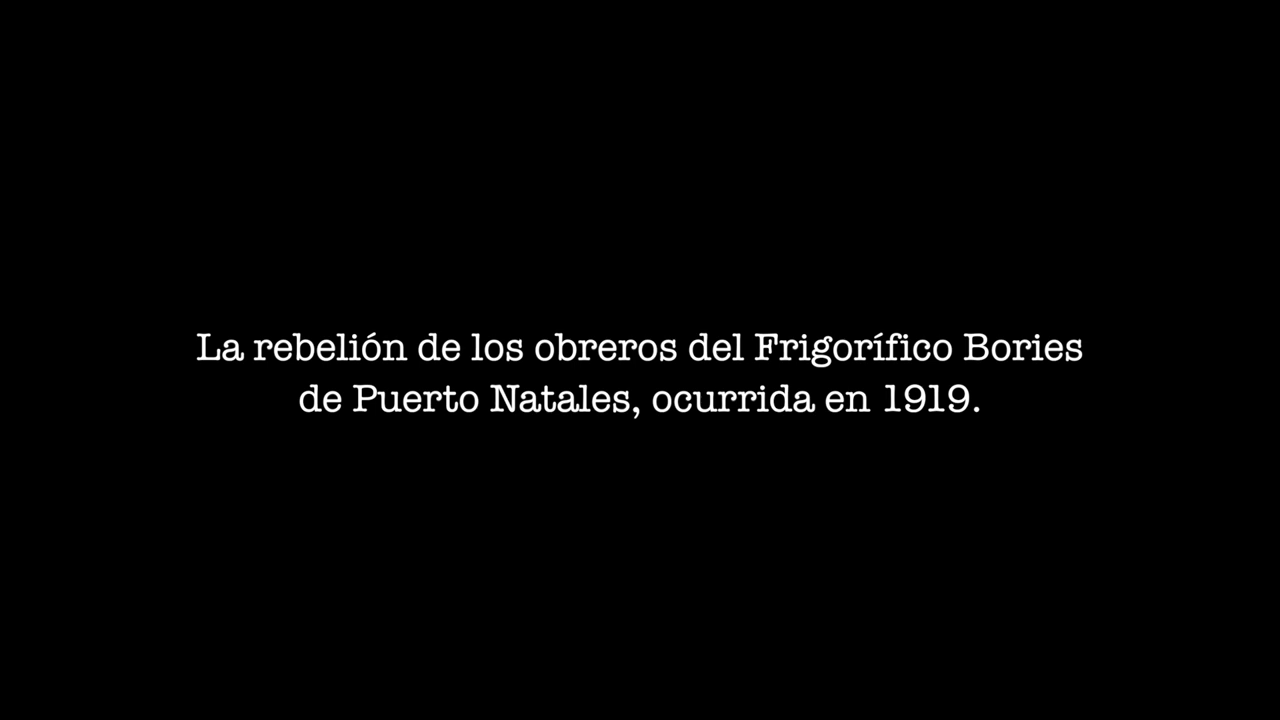 La rebelión de los obreros del Frigorífico Bories
de Puerto Natales, ocurrida en 1919.